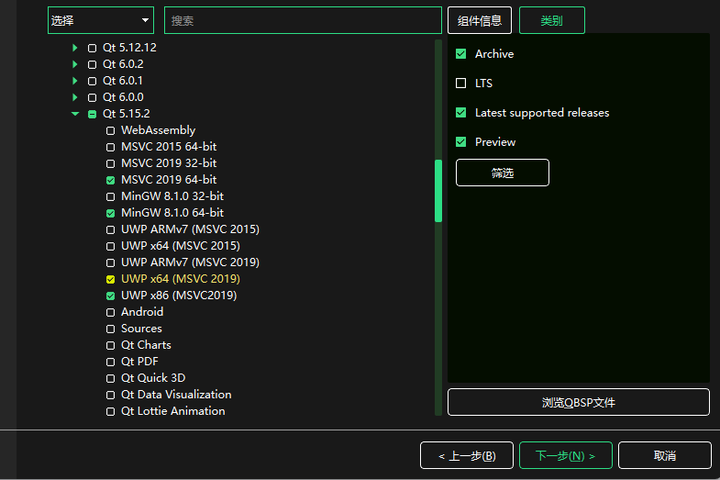 选择
搜索
组件信息
类别
Qt 5.12.12
Qt 6.0.2
Qt 6.0.1
Qt 6.0.0
Qt 5.15.2
WebAssembly
MSVC 2015 64-bit
MSVC 2019 32-bit
MSVC 2019 64-bit
MinGW 8.1.0 32-bit
MinGW 8.1.0 64-bit
UWP ARMv7 (MSVC 2015)
UWP x64 (MSVC 2015)
UWP ARMv7 (MSVC 2019)
UWP x64 (MSVC 2019)
UWP x86 (MSVC2019)
Android
Sources
Qt Charts
Qt PDF
Qt Quick 3D
Qt Data Visualization
Qt Lottie Animation
Archive
LTS
Latest supported releases
Preview
筛选
浏览QBSP文件
< 上一步(B)
下一步(N) >
取消